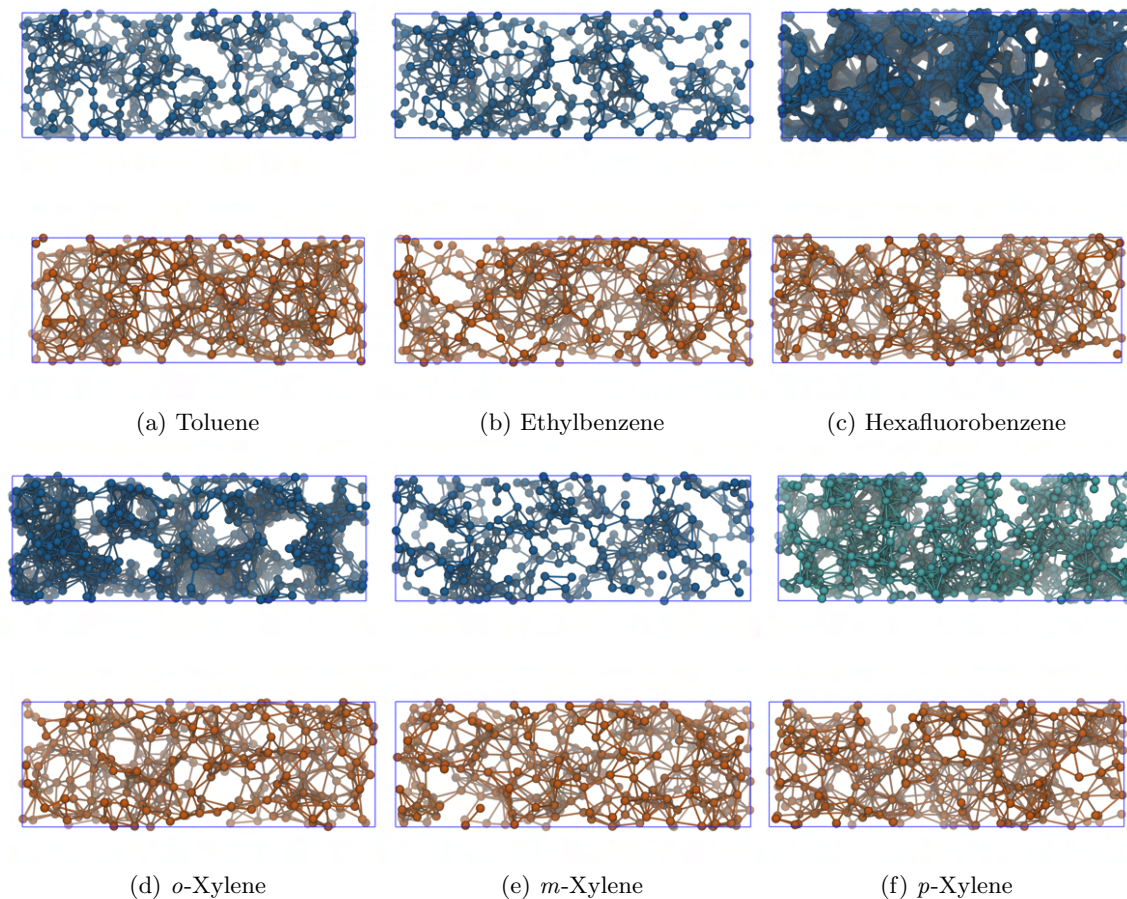 (a) Toluene
(b) Ethylbenzene
(c) Hexafluorobenzene
(d) o-Xylene
(e) m-Xylene
(f) p-Xylene